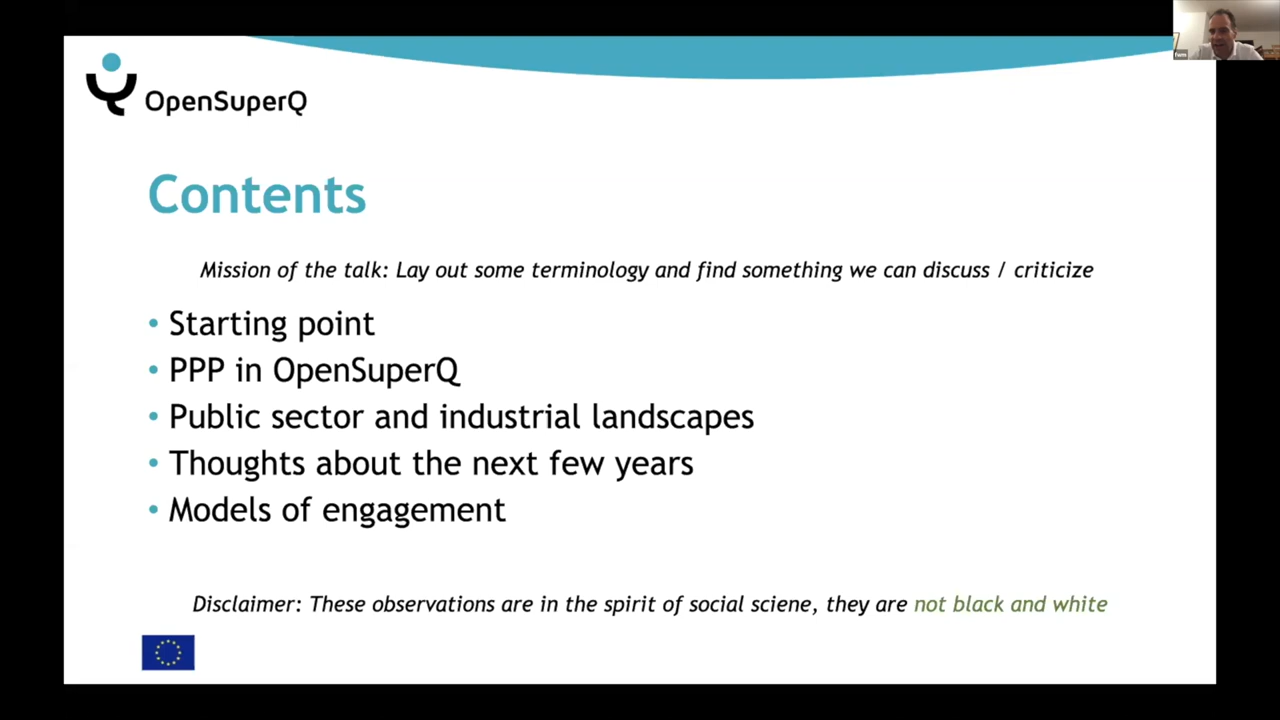 OpenSuperQ
Contents
Mission of the talk: Lay out some terminology and find something we can discuss / criticize
• Starting point
• PPP in OpenSuperQ
• Public sector and industrial landscapes
• Thoughts about the next few years
• Models of engagement
Disclaimer: These observations are in the spirit of social sciene, they are not black and white